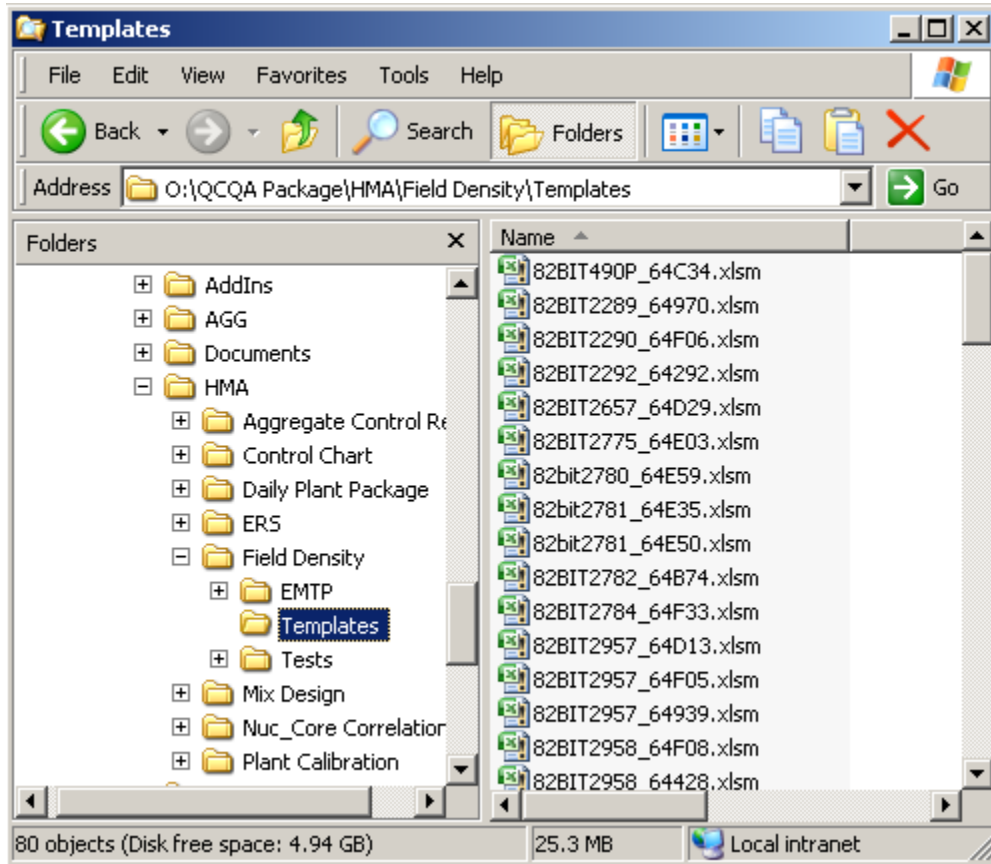 Templates
File Edit View Favorites Tools Help
Back Search Folders
Address O:\QCQA Package\HMA\Field Density\Templates Go
Folders
AddIns
AGG
Documents
HMA
Aggregate Control Re
Control Chart
Daily Plant Package
ERS
Field Density
EMTP
Templates
Tests
Mix Design
Nuc_Core Correlation
Plant Calibration
Name
82BIT490P_64C34.xlsm
82BIT2289_64970.xlsm
82BIT2290_64F06.xlsm
82BIT2292_64292.xlsm
82BIT2657_64D29.xlsm
82BIT2775_64E03.xlsm
82bit2780_64E59.xlsm
82bit2781_64E35.xlsm
82bit2781_64E50.xlsm
82BIT2782_64B74.xlsm
82BIT2784_64F33.xlsm
82BIT2957_64D13.xlsm
82BIT2957_64F05.xlsm
82BIT2957_64939.xlsm
82BIT2958_64F08.xlsm
82BIT2958_64428.xlsm
80 objects (Disk free space: 4.94 GB) 25.3 MB Local intranet